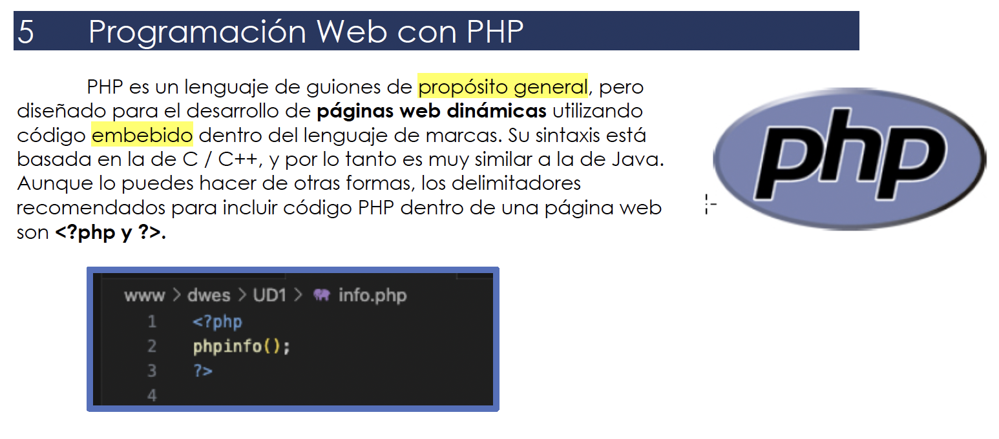 5 Programación Web con PHP
PHP es un lenguaje de guiones de propósito general, pero
diseñado para el desarrollo de páginas web dinámicas utilizando
código embebido dentro del lenguaje de marcas. Su sintaxis está
basada en la de C / C++, y por lo tanto es muy similar a la de Java.
Aunque lo puedes hacer de otras formas, los delimitadores
recomendados para incluir código PHP dentro de una página web
son <?php y ?>.
php
www > dwes > UD1 > info.php
1 <?php
2 phpinfo();
3 ?>
4